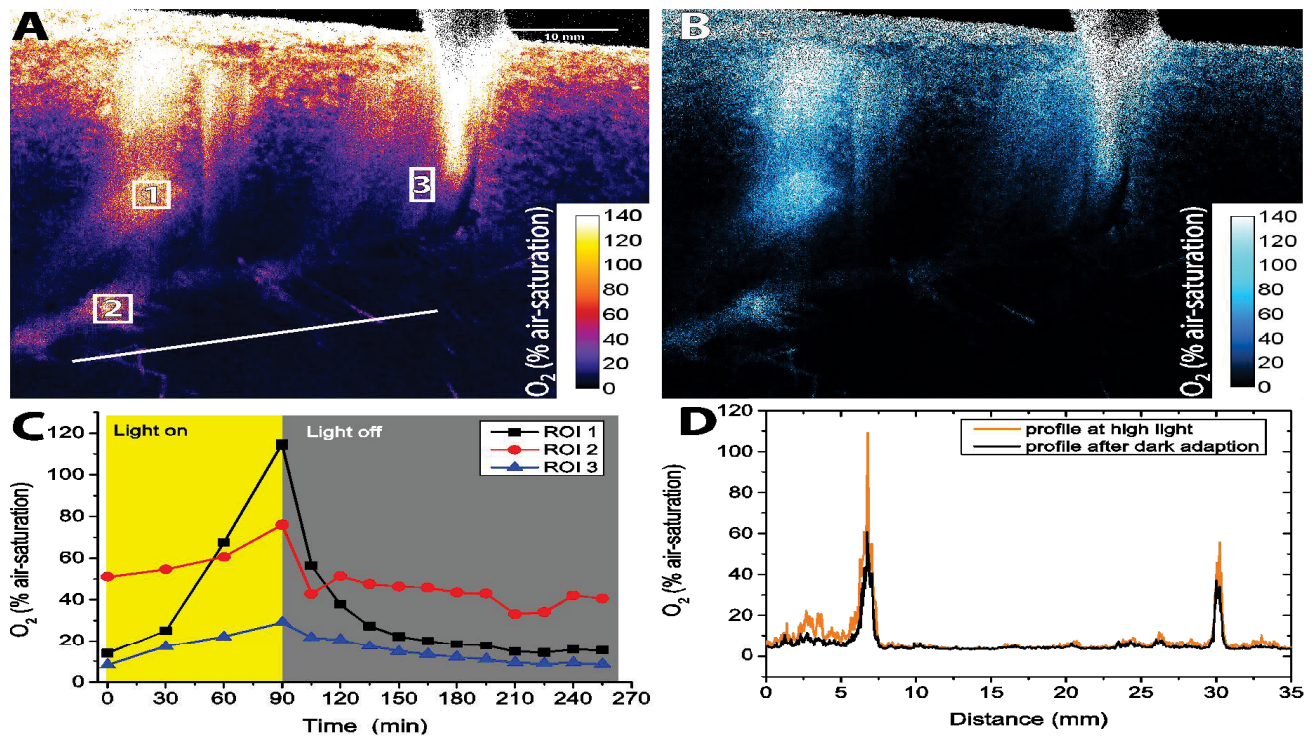 A
10 mm
1
2
3
O2 (% air-saturation)
140
120
100
80
60
40
20
0
B
O2 (% air-saturation)
140
120
100
80
60
40
20
0
C
Light on
Light off
ROI 1
ROI 2
ROI 3
O2 (% air-saturation)
120
100
80
60
40
20
0
0 30 60 90 120 150 180 210 240 270
Time (min)
D
profile at high light
profile after dark adaption
O2 (% air-saturation)
120
100
80
60
40
20
0
0 5 10 15 20 25 30 35
Distance (mm)